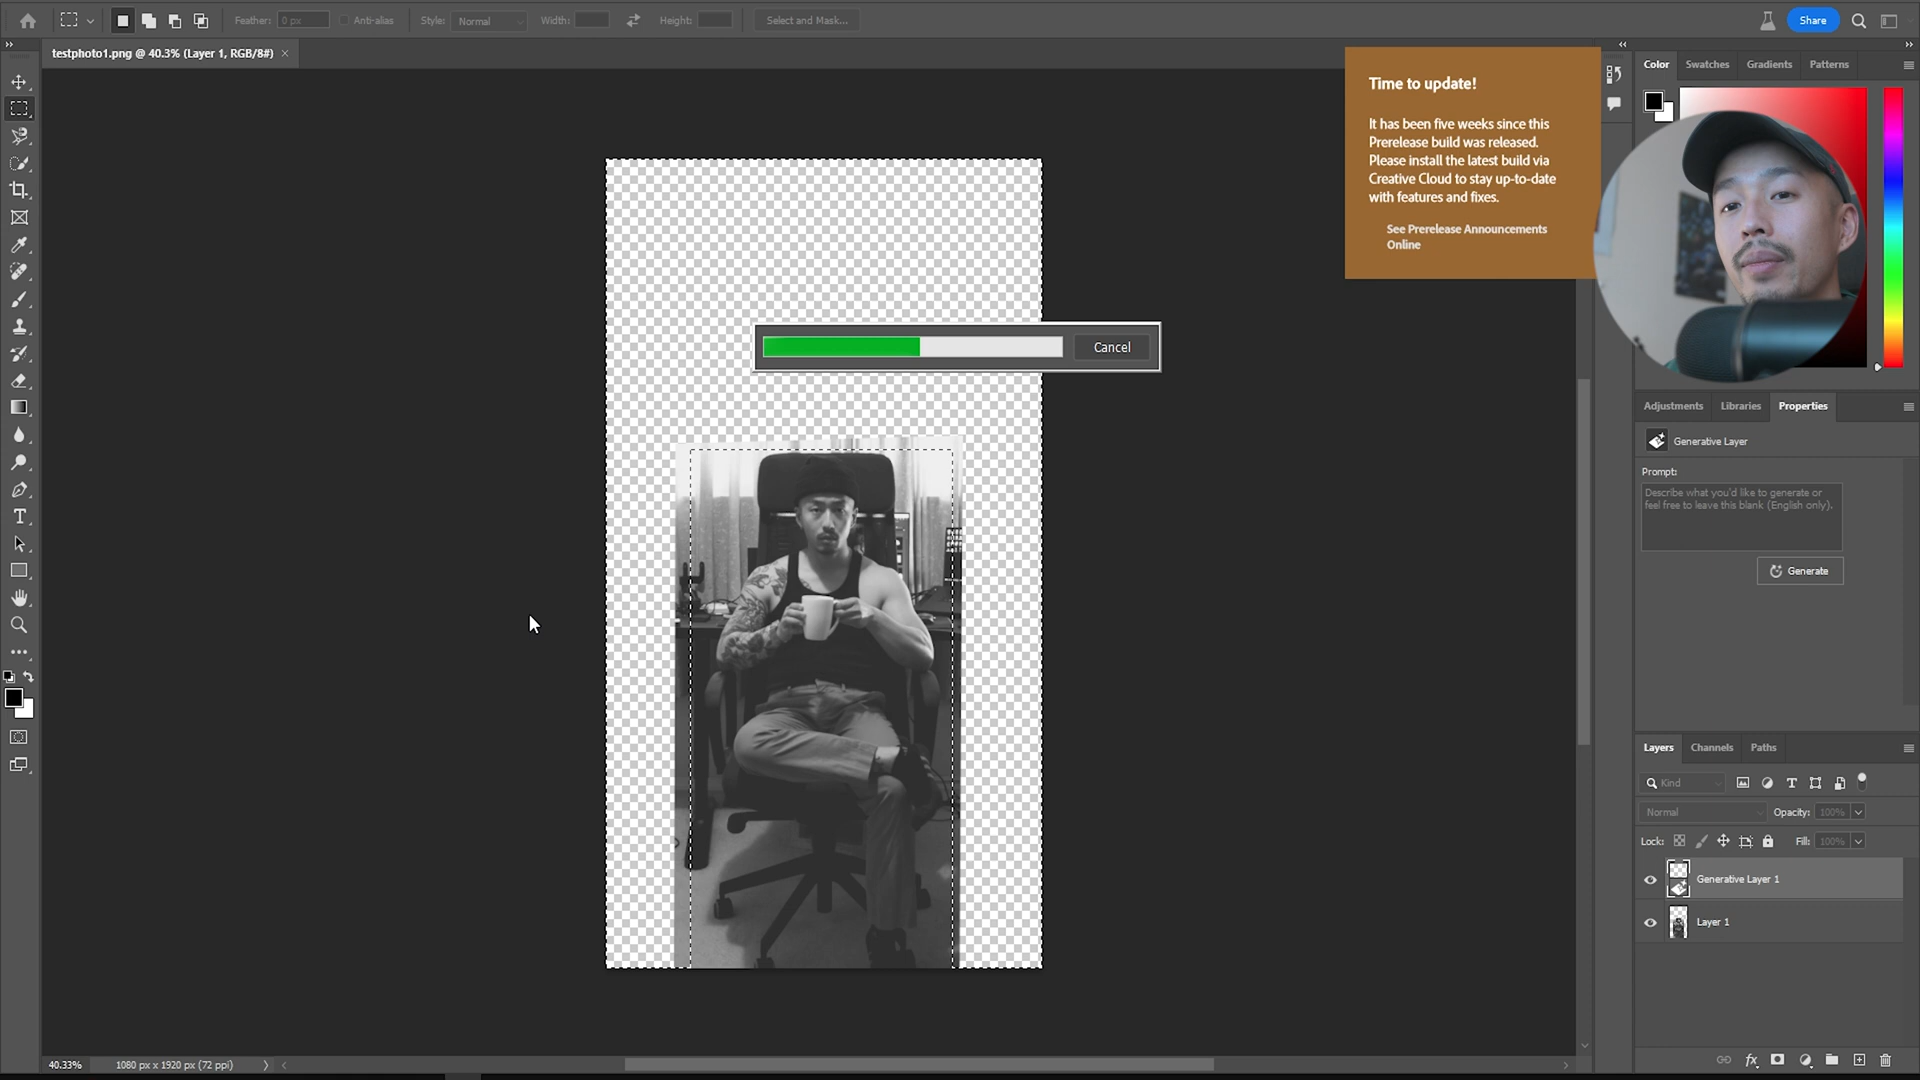 Feather: 0 px
Anti-alias
Style: Normal
Width:
Height:
Select and Mask...
Share
testphoto1.png @ 40.3% (Layer 1, RGB/8#)
Time to update!
It has been five weeks since this
Prerelease build was released.
Please install the latest build via
Creative Cloud to stay up-to-date
with features and fixes.
See Prerelease Announcements
Online
Color
Swatches
Gradients
Patterns
Cancel
Adjustments
Libraries
Properties
Generative Layer
Prompt:
Describe what you'd like to generate or
feel free to leave this blank (English only).
Generate
Layers
Channels
Paths
Kind
Normal
Opacity: 100%
Lock:
Fill: 100%
Generative Layer 1
Layer 1
40.33%
1080 px x 1920 px (72 ppi)